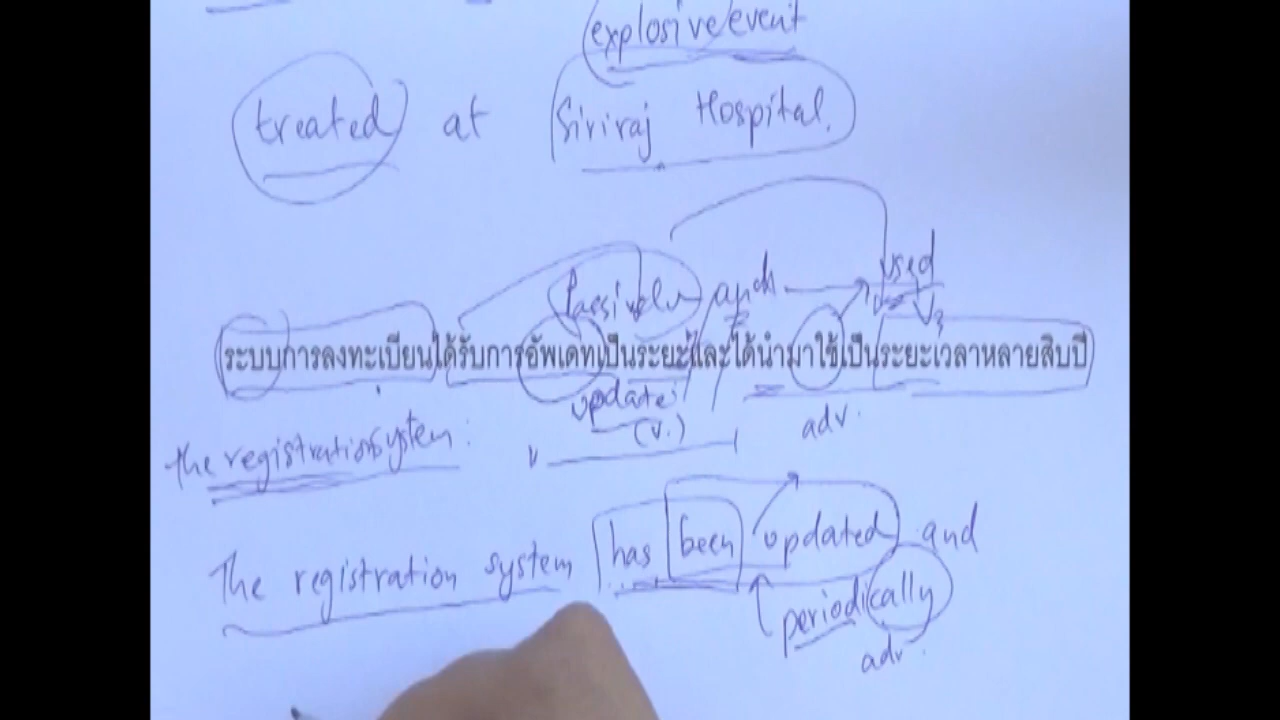 explosive/event
treated at Siriraj Hospital.
and used
V3
ระบบการลงทะเบียนได้รับการอัพเดทเป็นระยะและได้นำมาใช้เป็นระยะเวลาหลายสิบปี
update
(v.)
adv.
the registration system:
The registration system has been updated and
periodically
adv.